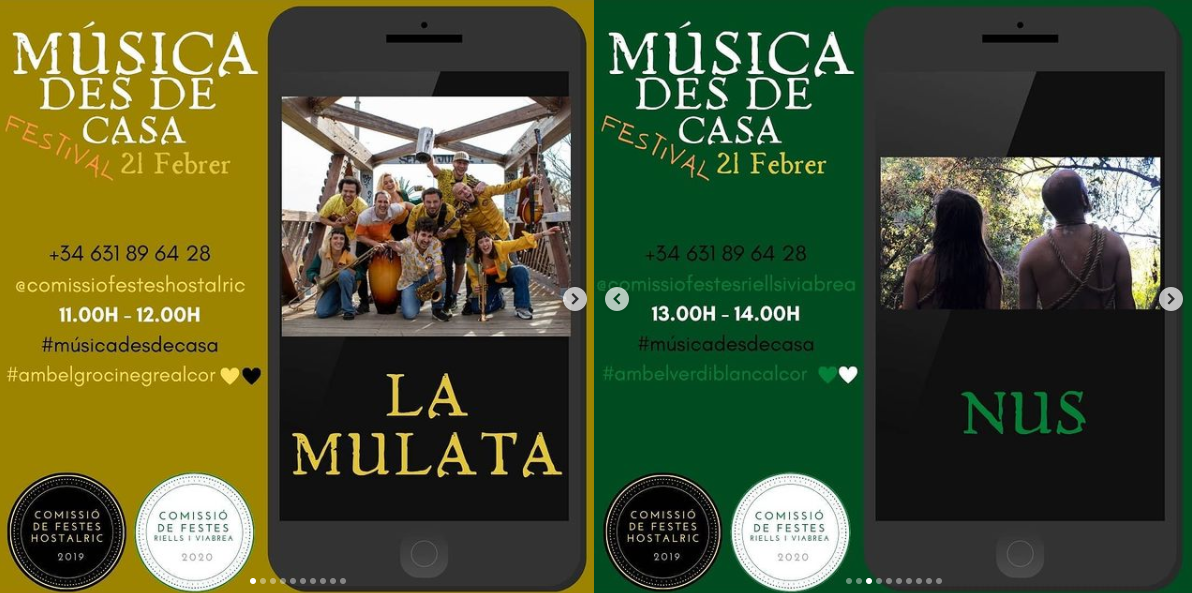 MÚSICA
DES DE
CASA
FESTIVAL
21 Febrer
+34 631 89 64 28
@comissiofesteshostalric
11.00H - 12.00H
#músicadesdecasa
#ambelgrocinegrealcor
LA
MULATA
COMISSIÓ
DE FESTES
HOSTALRIC
2019
COMISSIÓ
DE FESTES
RIELLS I VIABREA
2020
MÚSICA
DES DE
CASA
FESTIVAL
21 Febrer
+34 631 89 64 28
@comissiofestesriellsiviabrea
13.00H - 14.00H
#músicadesdecasa
#ambelverdiblancalcor
NUS
COMISSIÓ
DE FESTES
HOSTALRIC
2019
COMISSIÓ
DE FESTES
RIELLS I VIABREA
2020